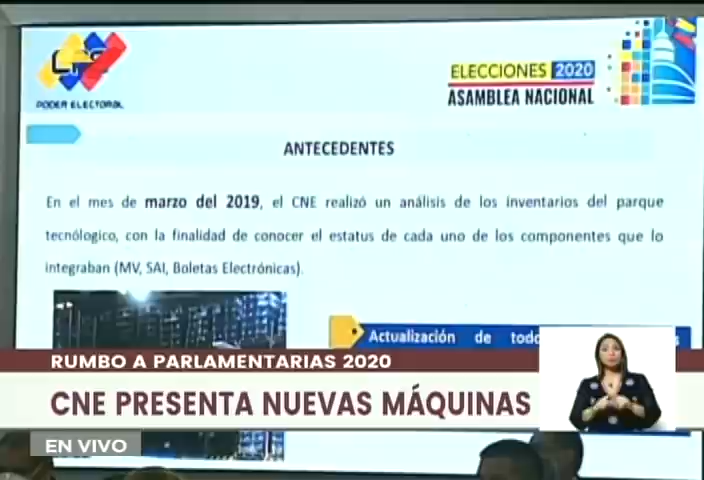 CNE
PODER ELECTORAL
ELECCIONES 2020
ASAMBLEA NACIONAL
ANTECEDENTES
En el mes de marzo del 2019, el CNE realizó un análisis de los inventarios del parque
tecnólogico, con la finalidad de conocer el estatus de cada uno de los componentes que lo
integraban (MV, SAI, Boletas Electrónicas).
Actualización de
RUMBO A PARLAMENTARIAS 2020
CNE PRESENTA NUEVAS MÁQUINAS
EN VIVO